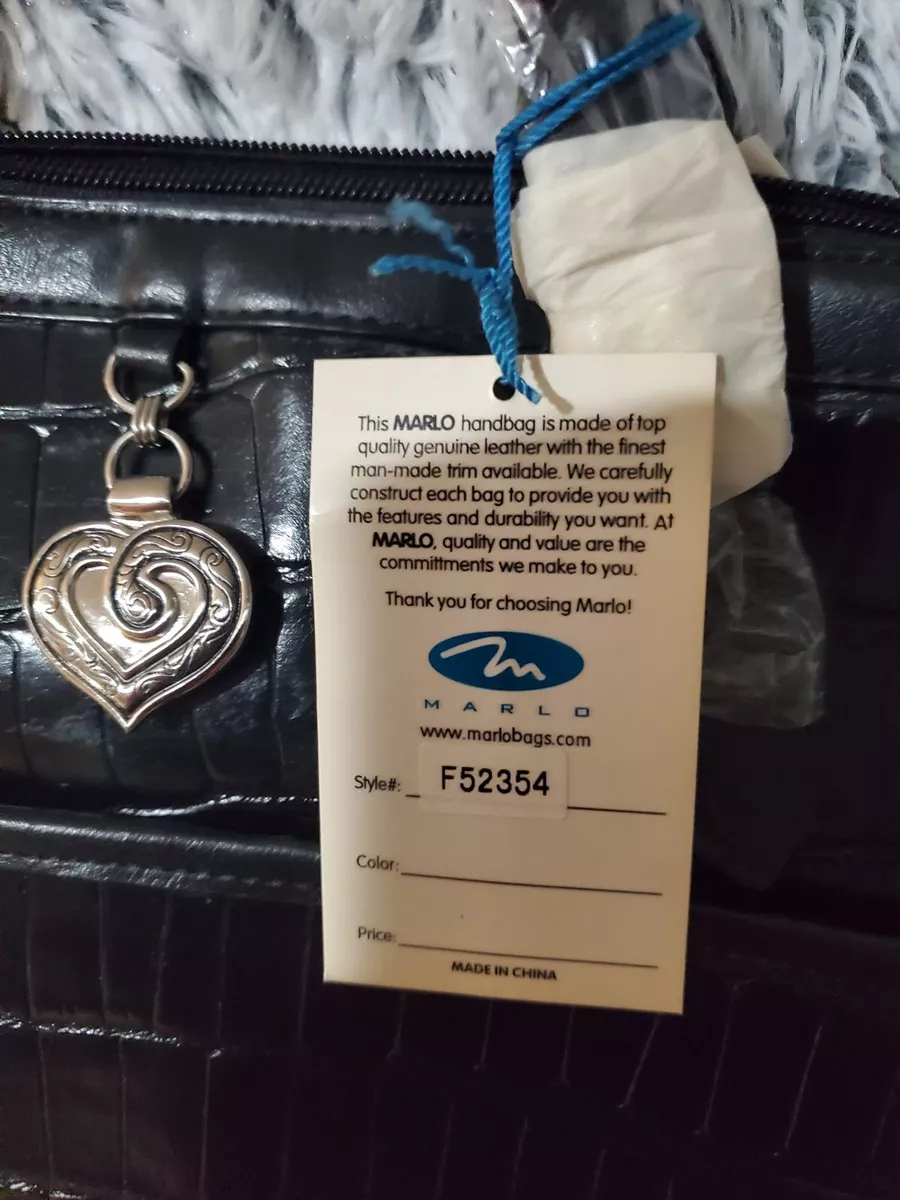 This MARLO handbag is made of top
quality genuine leather with the finest
man-made trim available. We carefully
construct each bag to provide you with
the features and durability you want. At
MARLO, quality and value are the
committments we make to you.
Thank you for choosing Marlo!
MARLO
www.marlobags.com
Style#: F52354
Color:
Price:
MADE IN CHINA